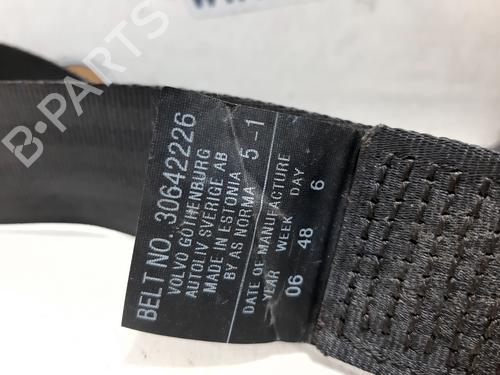 BELT NO. 30642226
VOLVO GOTHENBURG
AUTOLIV SVERIGE AB
MADE IN ESTONIA
BY AS NORMA 5-1
DATE OF MANUFACTURE
YEAR WEEK DAY
06 48 6
B-PARTS